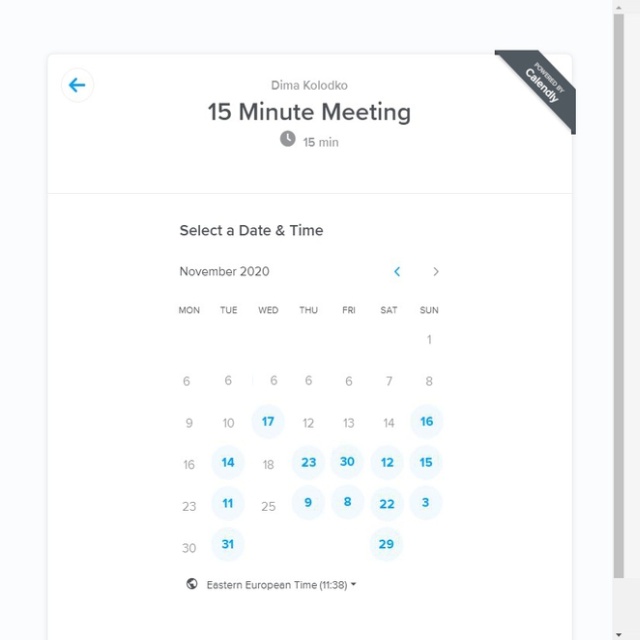 POWERED BY
Calendly
Dima Kolodko
15 Minute Meeting
15 min
Select a Date & Time
November 2020
MON TUE WED THU FRI SAT SUN
1
6 6 6 6 6 7 8
9 10 17 12 13 14 16
16 14 18 23 30 12 15
23 11 25 9 8 22 3
30 31 29
Eastern European Time (11:38)